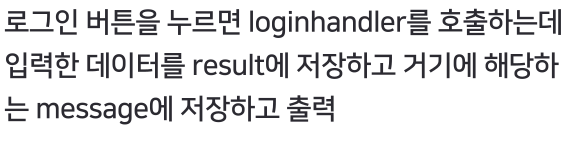 로그인 버튼을 누르면 loginhandler를 호출하는데
입력한 데이터를 result에 저장하고 거기에 해당하
는 message에 저장하고 출력